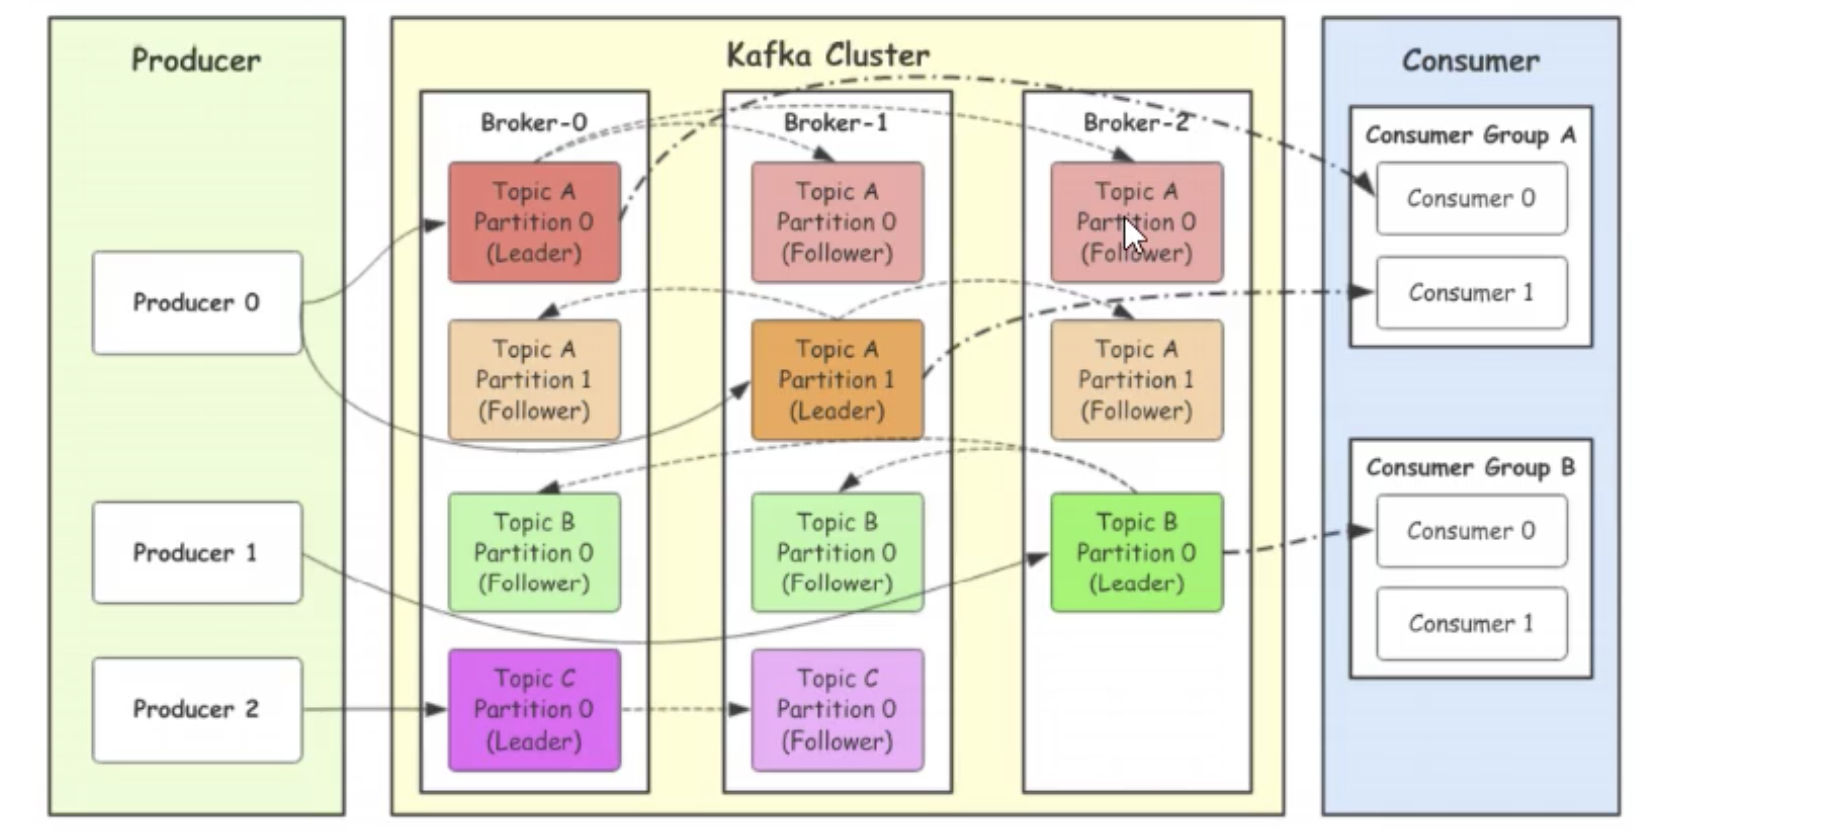 Producer
Producer 0
Producer 1
Producer 2
Kafka Cluster
Broker-0
Topic A
Partition 0
(Leader)
Topic A
Partition 1
(Follower)
Topic B
Partition 0
(Follower)
Topic C
Partition 0
(Leader)
Broker-1
Topic A
Partition 0
(Follower)
Topic A
Partition 1
(Leader)
Topic B
Partition 0
(Follower)
Topic C
Partition 0
(Follower)
Broker-2
Topic A
Partition 0
(Follower)
Topic A
Partition 1
(Follower)
Topic B
Partition 0
(Leader)
Consumer
Consumer Group A
Consumer 0
Consumer 1
Consumer Group B
Consumer 0
Consumer 1